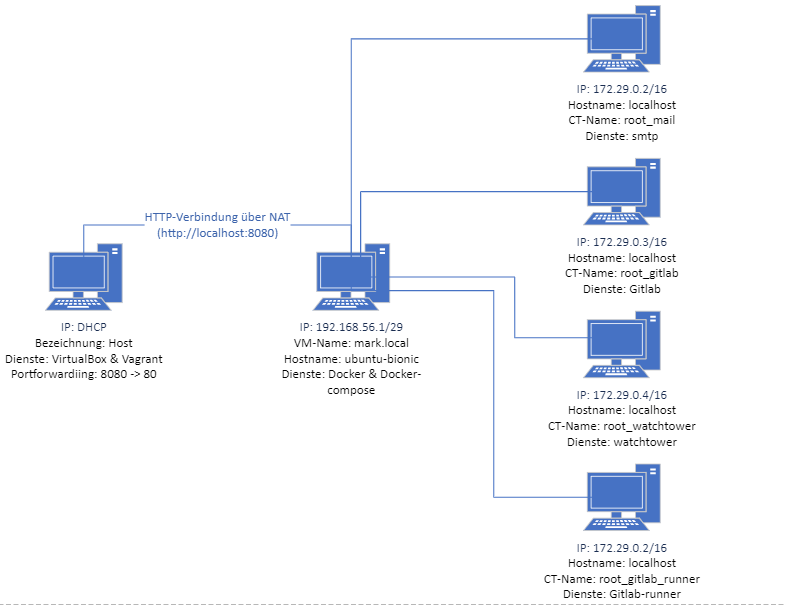 IP: 172.29.0.2/16
Hostname: localhost
CT-Name: root_mail
Dienste: smtp
HTTP-Verbindung über NAT
(http://localhost:8080)
IP: 172.29.0.3/16
Hostname: localhost
CT-Name: root_gitlab
Dienste: Gitlab
IP: DHCP
Bezeichnung: Host
Dienste: VirtualBox & Vagrant
Portforwardiing: 8080 -> 80
IP: 192.168.56.1/29
VM-Name: mark.local
Hostname: ubuntu-bionic
Dienste: Docker & Docker-
compose
IP: 172.29.0.4/16
Hostname: localhost
CT-Name: root_watchtower
Dienste: watchtower
IP: 172.29.0.2/16
Hostname: localhost
CT-Name: root_gitlab_runner
Dienste: Gitlab-runner